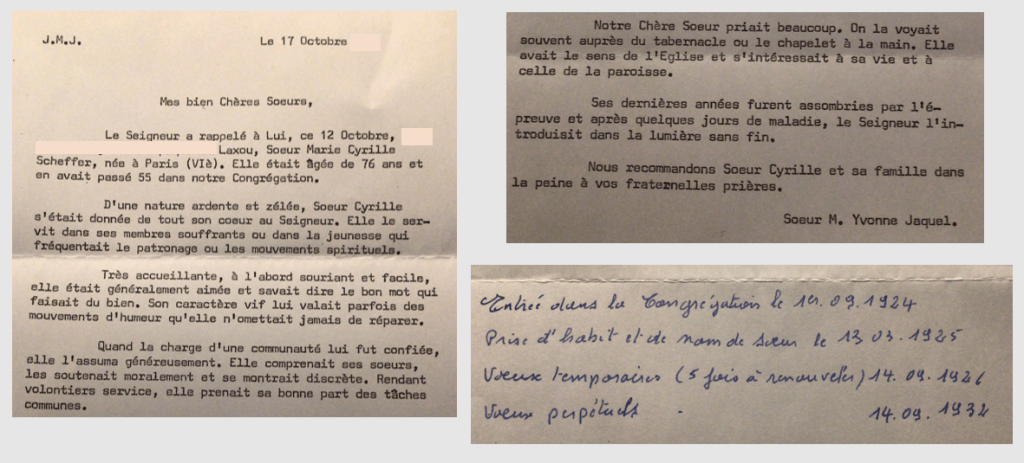 J.M.J. Le 17 Octobre
Mes bien Chères Soeurs,
Le Seigneur a rappelé à Lui, ce 12 Octobre,
Laxou, Soeur Marie Cyrille
Scheffer, née à Paris (VIè). Elle était âgée de 76 ans et
en avait passé 55 dans notre Congrégation.
D'une nature ardente et zélée, Soeur Cyrille
s'était donnée de tout son coeur au Seigneur. Elle le ser-
vit dans ses membres souffrants ou dans la jeunesse qui
fréquentait le patronage ou les mouvements spirituels.
Très accueillante, à l'abord souriant et facile,
elle était généralement aimée et savait dire le bon mot qui
faisait du bien. Son caractère vif lui valait parfois des
mouvements d'humeur qu'elle n'omettait jamais de réparer.
Quand la charge d'une communauté lui fut confiée,
elle l'assuma généreusement. Elle comprenait ses soeurs,
les soutenait moralement et se montrait discrète. Rendant
volontiers service, elle prenait sa bonne part des tâches
communes.
Notre Chère Soeur priait beaucoup. On la voyait
souvent auprès du tabernacle ou le chapelet à la main. Elle
avait le sens de l'Eglise et s'intéressait à sa vie et à
celle de la paroisse.
Ses dernières années furent assombries par l'é-
preuve et après quelques jours de maladie, le Seigneur l'in-
troduisit dans la lumière sans fin.
Nous recommandons Soeur Cyrille et sa famille dans
la peine à vos fraternelles prières.
Soeur M. Yvonne Jaquel.
Entrée dans la Congrégation le 1er. 09. 1924
Prise d'habit et de nom de sœur le 13 03. 1925
Voeux temporaires (5 fois à renouveler) 14. 09. 1926
Voeux perpétuels - 14. 09. 1932